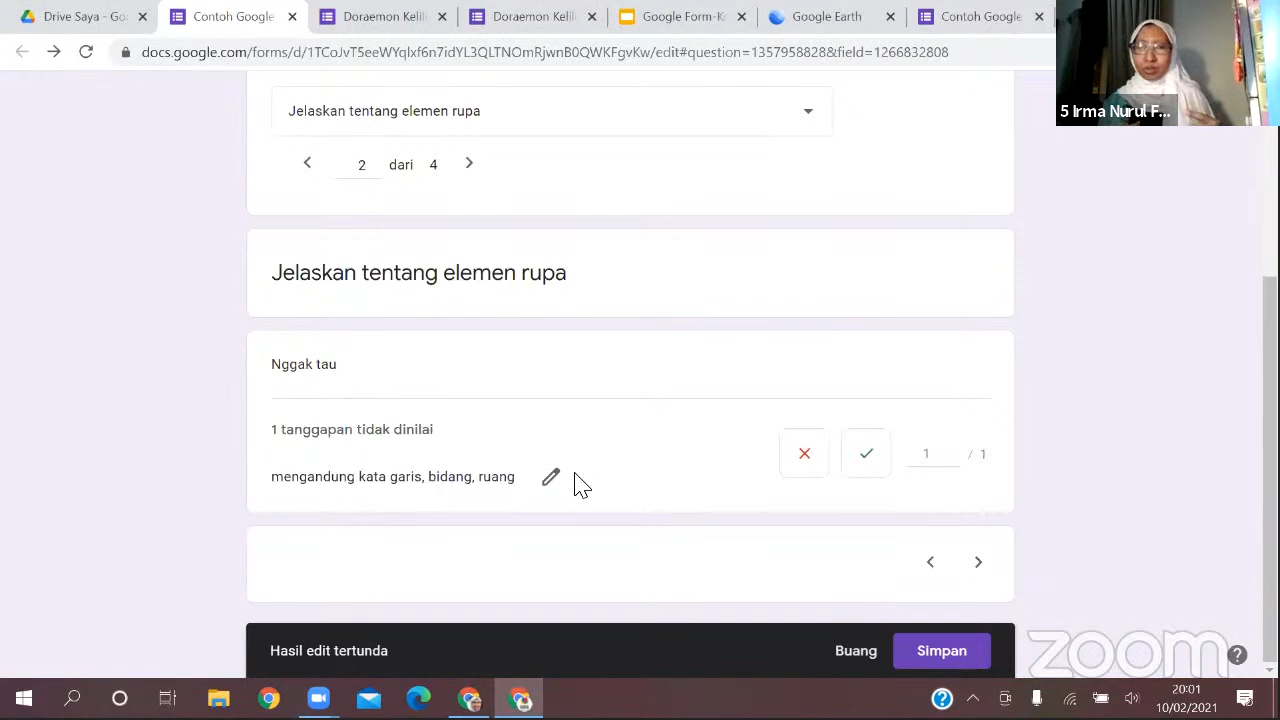 Drive Saya - Go
Contoh Google
Doraemon Kelil
Doraemon Kelil
Google Form
Google Earth
Contoh Google
docs.google.com/forms/d/1TCoJvT5eeWYqIxf6n7idYL3QLTNOmRjwnB0QWKFgvKw/edit#question=1357958828&field=1266832808
5 Irma Nurul F...
Jelaskan tentang elemen rupa
2 dari 4
Jelaskan tentang elemen rupa
Nggak tau
1 tanggapan tidak dinilai
1 / 1
mengandung kata garis, bidang, ruang
Hasil edit tertunda
Buang
Simpan
zoom
20:01
10/02/2021